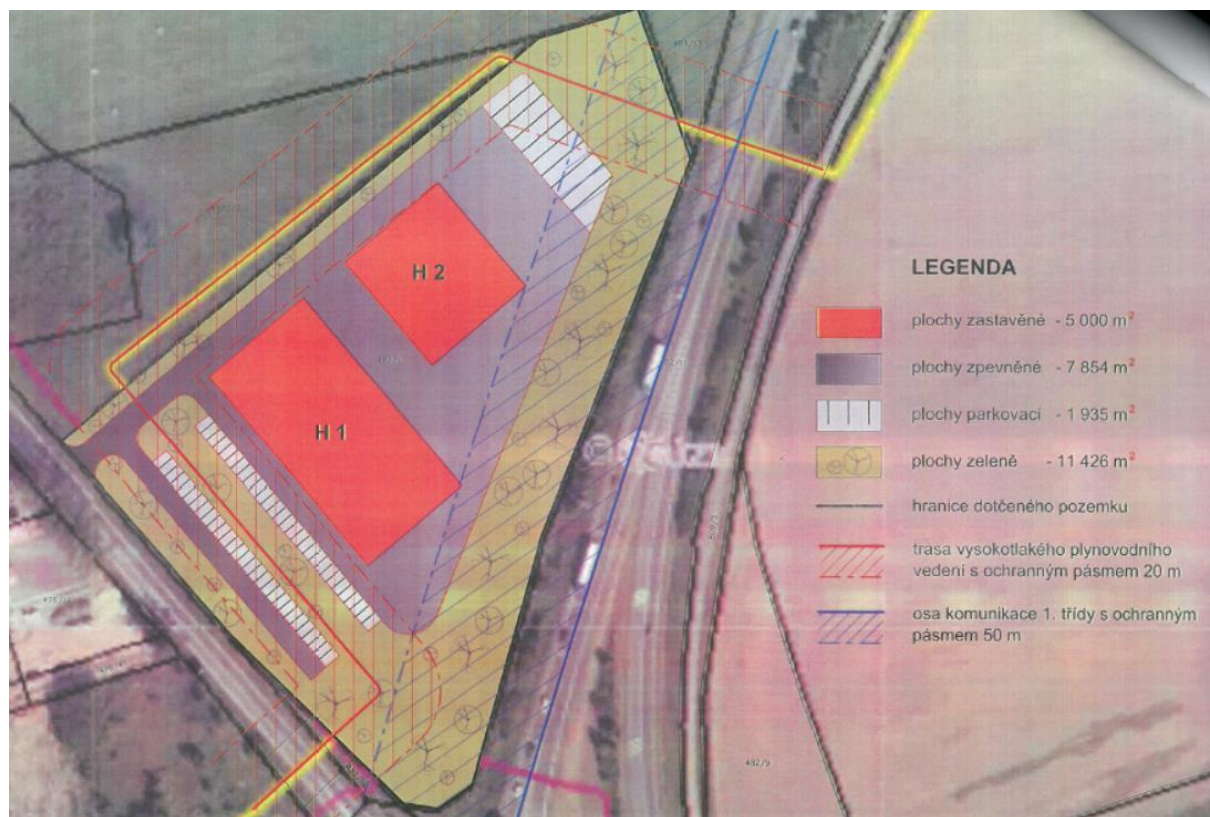 H 2
H 1
LEGENDA
plochy zastavěné - 5 000 m²
plochy zpevněné - 7 854 m²
plochy parkovací - 1 935 m²
plochy zeleně - 11 426 m²
hranice dotčeného pozemku
trasa vysokotlakého plynovodního
vedení s ochranným pásmem 20 m
osa komunikace 1. třídy s ochranným
pásmem 50 m
482/9